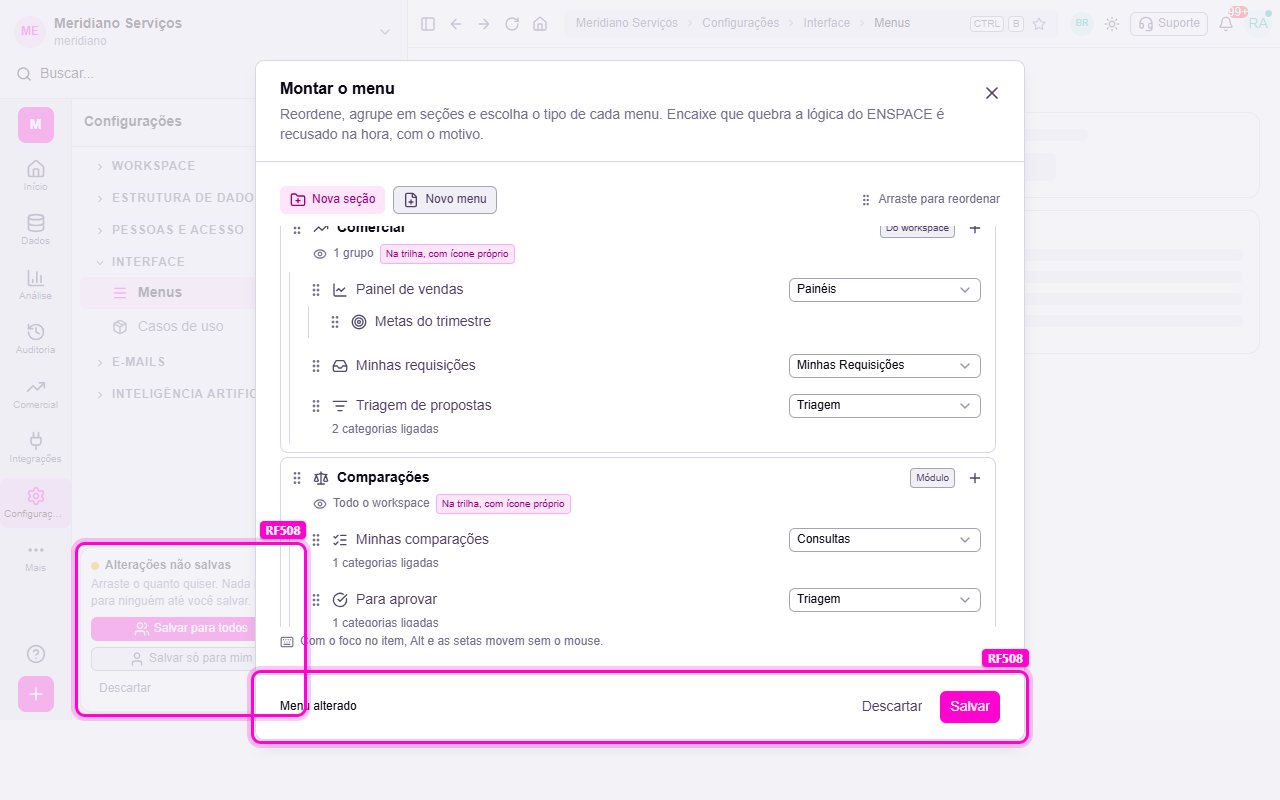 ME
Meridiano Serviços
meridiano
Meridiano Serviços
Configurações
Interface
Menus
CTRL
B
BR
Suporte
99+
RA
Buscar...
M
Configurações
Início
Dados
Análise
Auditoria
Comercial
Integrações
Configuraç...
Mais
WORKSPACE
ESTRUTURA DE DADO
PESSOAS E ACESSO
INTERFACE
Menus
Casos de uso
E-MAILS
INTELIGÊNCIA ARTIFIC
RF508
Alterações não salvas
Arraste o quanto quiser. Nada
para ninguém até você salvar.
Salvar para todos
Salvar só para mim
Descartar
Montar o menu
Reordene, agrupe em seções e escolha o tipo de cada menu. Encaixe que quebra a lógica do ENSPACE é
recusado na hora, com o motivo.
Nova seção
Novo menu
Arraste para reordenar
Comercial
Do workspace
1 grupo
Na trilha, com ícone próprio
Painel de vendas
Painéis
Metas do trimestre
Minhas requisições
Minhas Requisições
Triagem de propostas
Triagem
2 categorias ligadas
Comparações
Módulo
Todo o workspace
Na trilha, com ícone próprio
Minhas comparações
Consultas
1 categorias ligadas
Para aprovar
Triagem
1 categorias ligadas
Com o foco no item, Alt e as setas movem sem o mouse.
RF508
Menu alterado
Descartar
Salvar